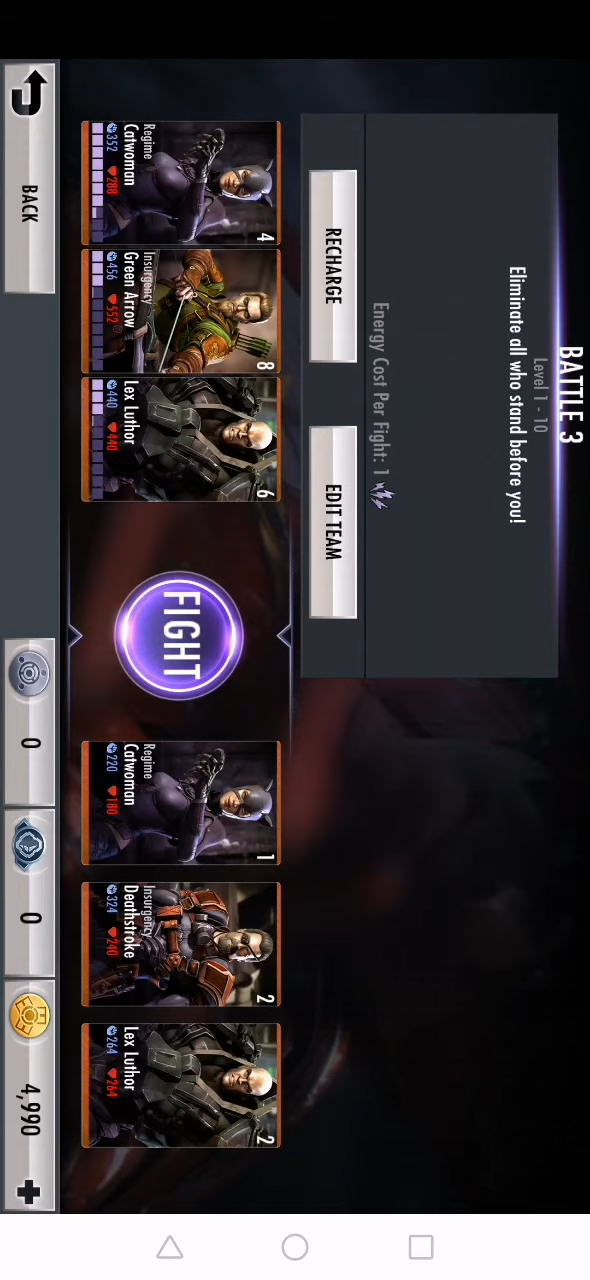 BATTLE 3
Level 1 - 10
Eliminate all who stand before you!
Energy Cost Per Fight: 1
RECHARGE
EDIT TEAM
4
Regime
Catwoman
352 288
8
Insurgency
Green Arrow
456 552
6
Lex Luthor
440 440
FIGHT
1
Regime
Catwoman
220 180
2
Insurgency
Deathstroke
324 240
2
Lex Luthor
264 264
BACK
0
0
4,990